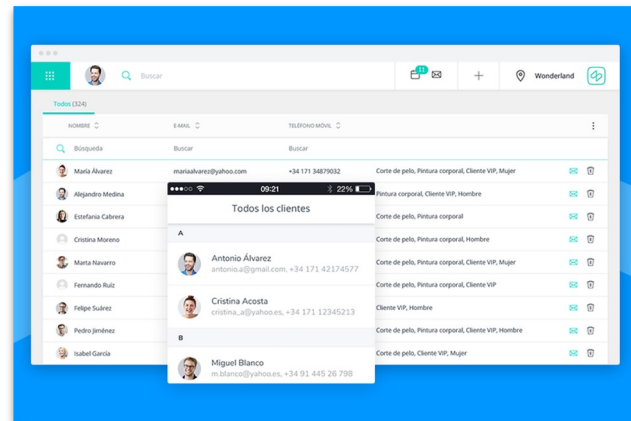 Buscar
11
Wonderland
Todos (324)
NOMBRE E-MAIL TELÉFONO MÓVIL
Búsqueda Buscar Buscar
María Álvarez mariaalvarez@yahoo.com +34 171 34879032 Corte de pelo, Pintura corporal, Cliente VIP, Mujer
Alejandro Medina Pintura corporal, Cliente VIP, Hombre
Estefania Cabrera Corte de pelo, Pintura corporal
Cristina Moreno Corte de pelo, Pintura corporal, Hombre
Marta Navarro Corte de pelo, Pintura corporal, Cliente VIP, Mujer
Fernando Ruíz Corte de pelo, Pintura corporal, Cliente VIP
Felipe Suárez Cliente VIP, Hombre
Pedro Jiménez Corte de pelo, Pintura corporal, Cliente VIP, Hombre
Isabel García Corte de pelo, Cliente VIP, Mujer
09:21 22%
Todos los clientes
A
Antonio Álvarez
antonio.a@gmail.com, +34 171 42174577
Cristina Acosta
cristina_.a@yahoo.es, +34 171 12345213
B
Miguel Blanco
m.blanco@yahoo.es, +34 91 445 26 798